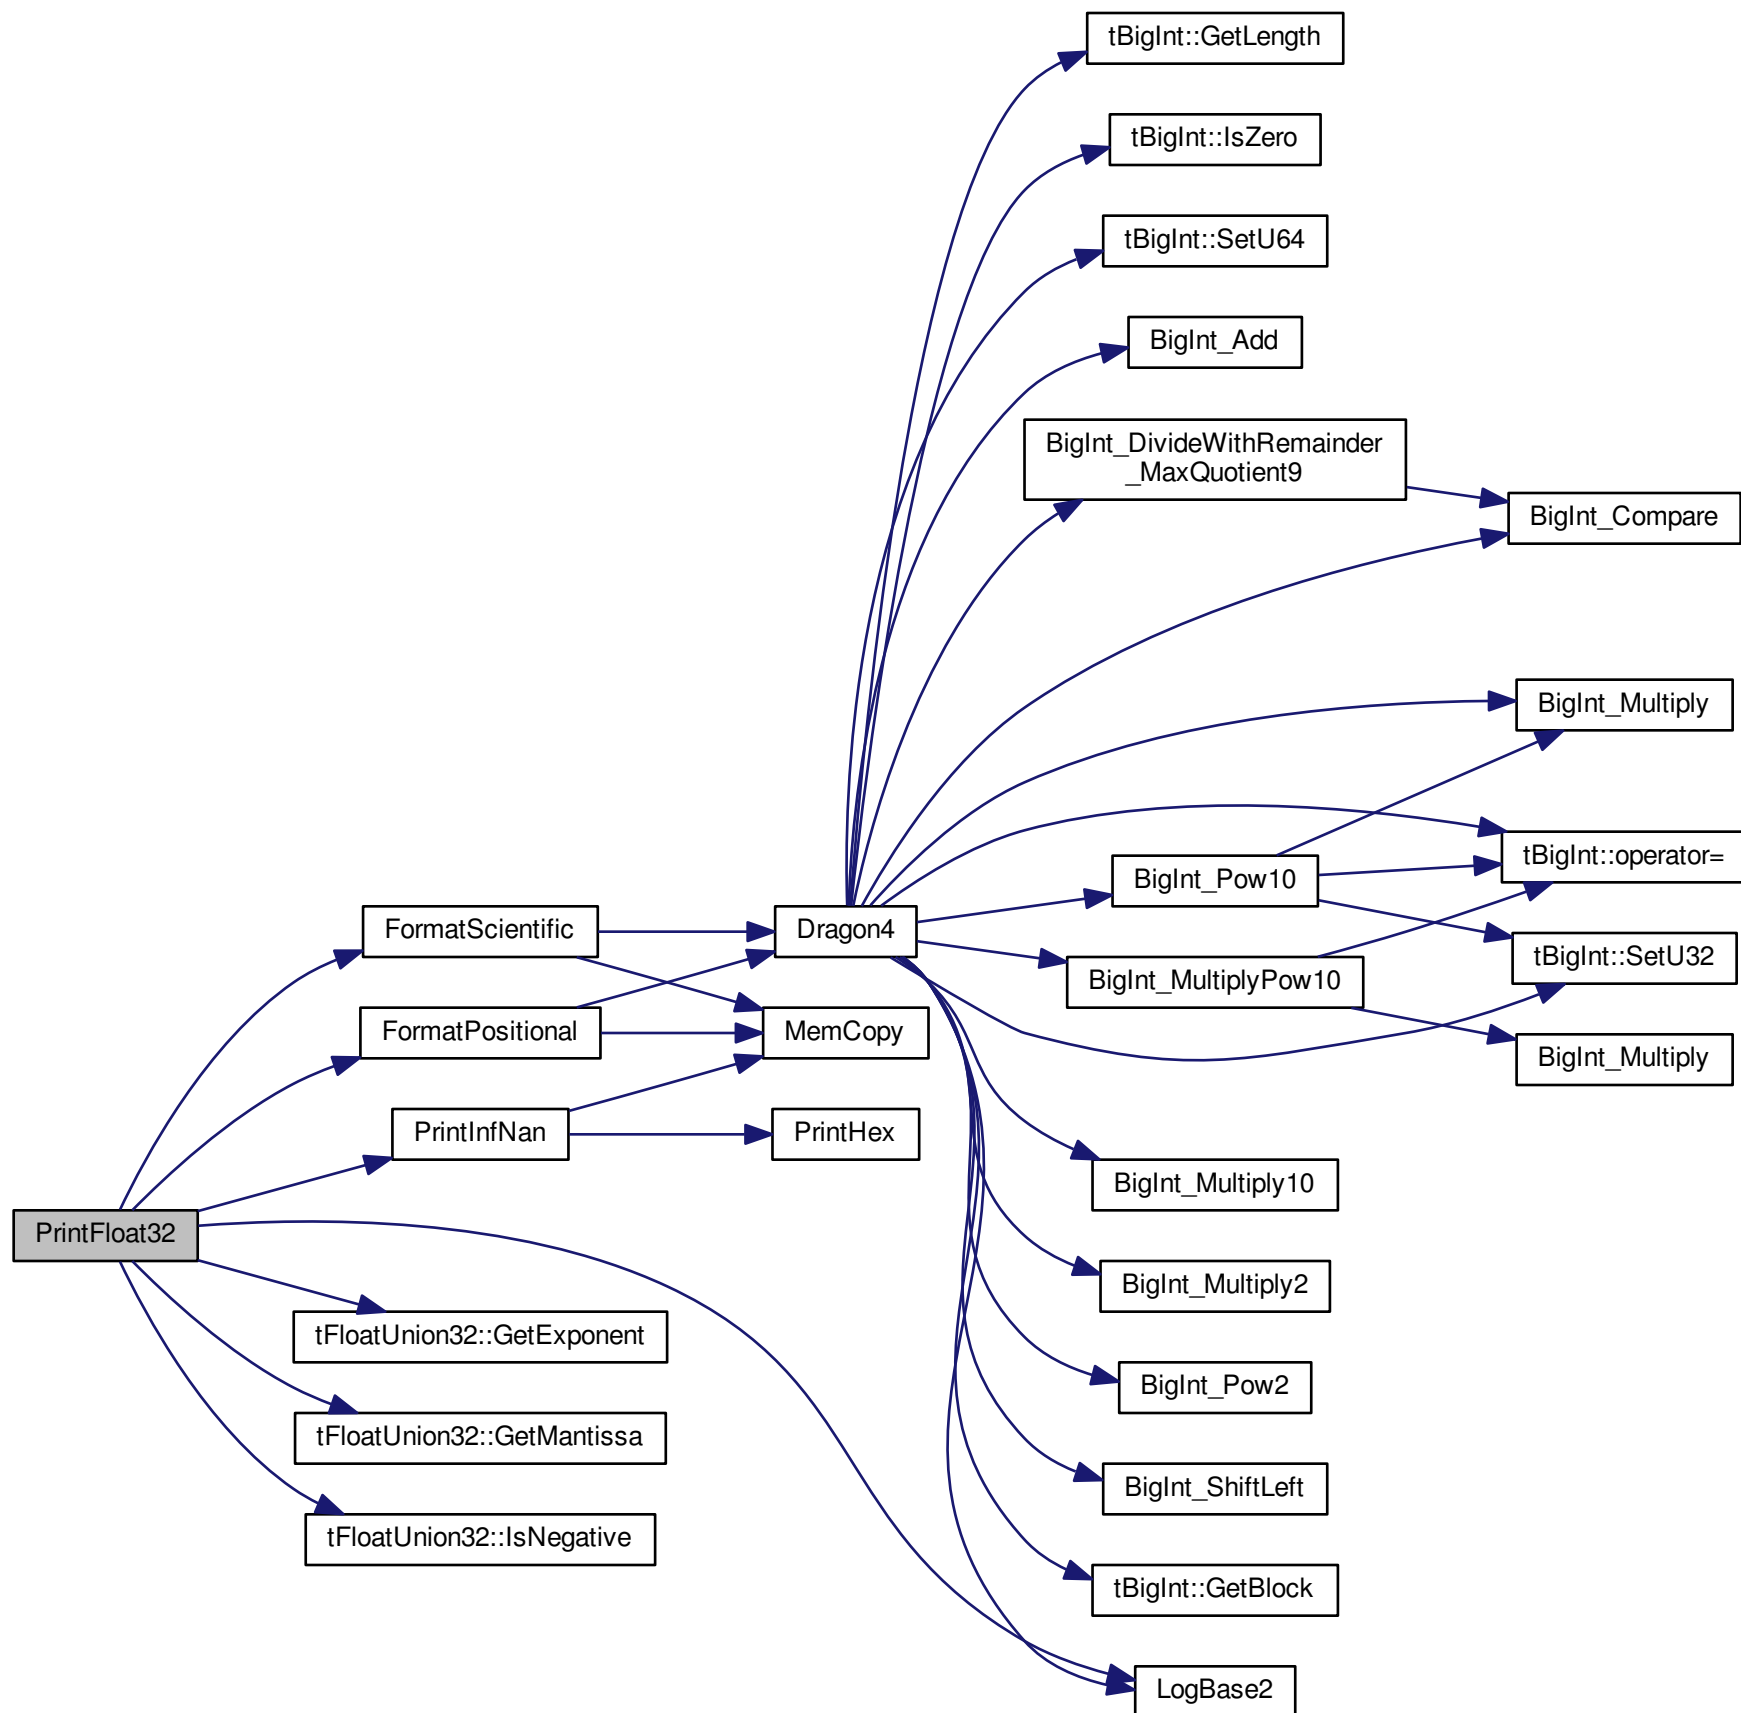 tBigInt::GetLength
tBigInt::IsZero
tBigInt::SetU64
BigInt_Add
BigInt_DivideWithRemainder
_MaxQuotient9
BigInt_Compare
BigInt_Multiply
tBigInt::operator=
BigInt_Pow10
FormatScientific
Dragon4
tBigInt::SetU32
BigInt_MultiplyPow10
FormatPositional
MemCopy
BigInt_Multiply
PrintInfNan
PrintHex
BigInt_Multiply10
PrintFloat32
BigInt_Multiply2
tFloatUnion32::GetExponent
BigInt_Pow2
tFloatUnion32::GetMantissa
BigInt_ShiftLeft
tFloatUnion32::IsNegative
tBigInt::GetBlock
LogBase2